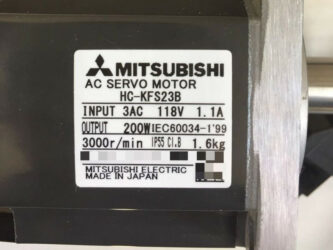 MITSUBISHI
AC SERVO MOTOR
HC-KFS23B
INPUT 3AC 118V 1.1A
OUTPUT 200W IEC60034-1'99
3000r/min IP55 Cl.B 1.6kg
MITSUBISHI ELECTRIC
MADE IN JAPAN